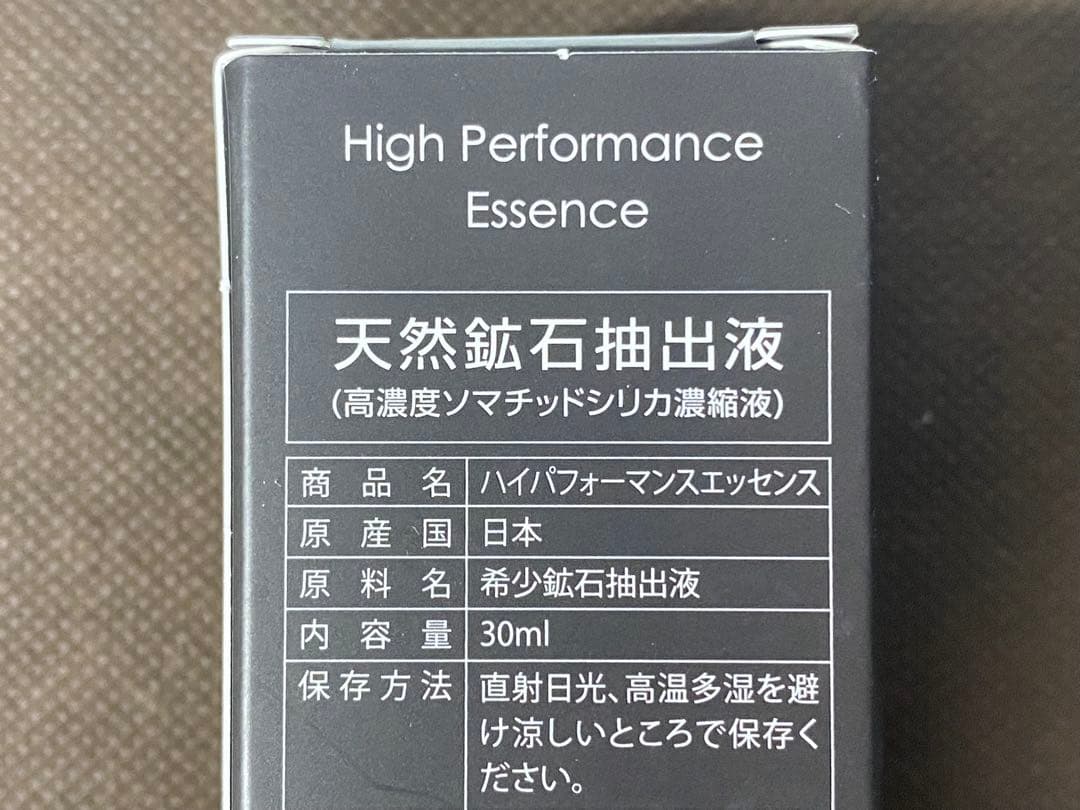 High Performance
Essence
天然鉱石抽出液
(高濃度ソマチッドシリカ濃縮液)
商品名 ハイパフォーマンスエッセンス
原産国 日本
原料名 希少鉱石抽出液
内容量 30ml
保存方法 直射日光、高温多湿を避
け涼しいところで保存く
ださい。